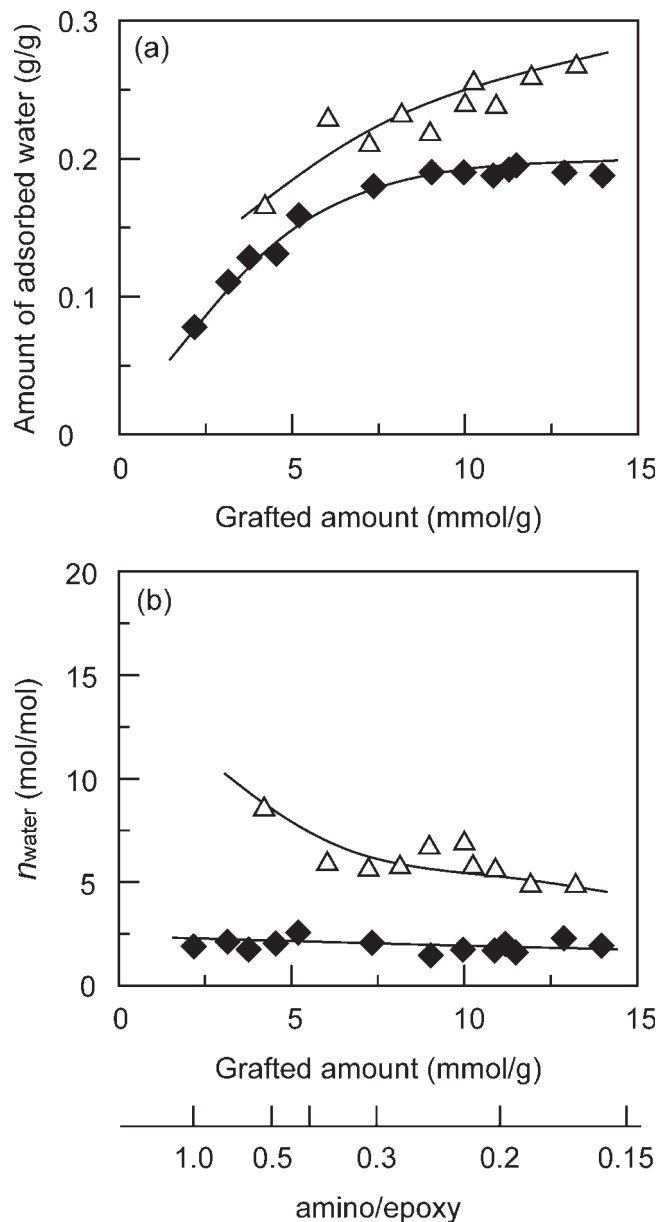 (a)
Amount of adsorbed water (g/g)
0.3
0.2
0.1
0
0 5 10 15
Grafted amount (mmol/g)
(b)
nwater (mol/mol)
20
15
10
5
0
0 5 10 15
Grafted amount (mmol/g)
1.0 0.5 0.3 0.2 0.15
amino/epoxy